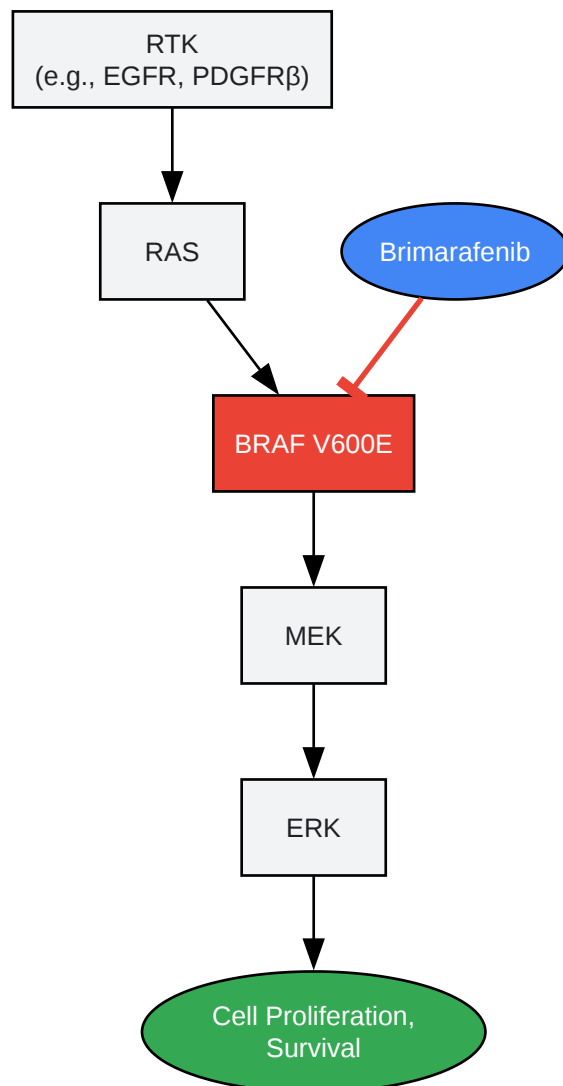 RTK
(e.g., EGFR, PDGFRβ)
RAS
Brimarafenib
BRAF V600E
MEK
ERK
Cell Proliferation,
Survival